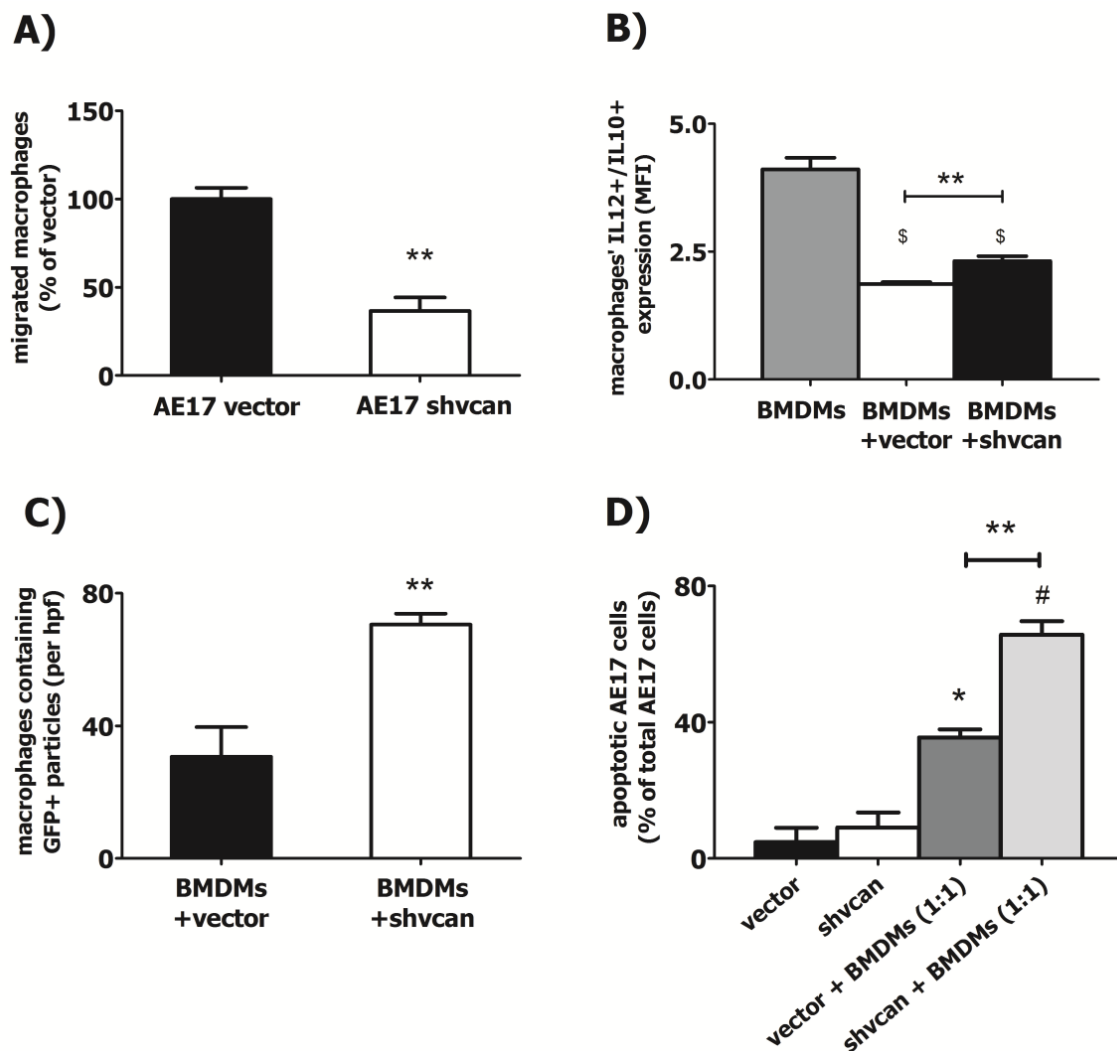 A)
migrated macrophages
(% of vector)
150
100
50
0
**
AE17 vector
AE17 shvcan
B)
macrophages' IL12+/IL10+
expression (MFI)
5.0
2.5
0.0
**
$
$
BMDMs
BMDMs
+vector
BMDMs
+shvcan
C)
macrophages containing
GFP+ particles (per hpf)
80
40
0
**
BMDMs
+vector
BMDMs
+shvcan
D)
apoptotic AE17 cells
(% of total AE17 cells)
80
40
0
**
#
*
vector
shvcan
vector + BMDMs (1:1)
shvcan + BMDMs (1:1)